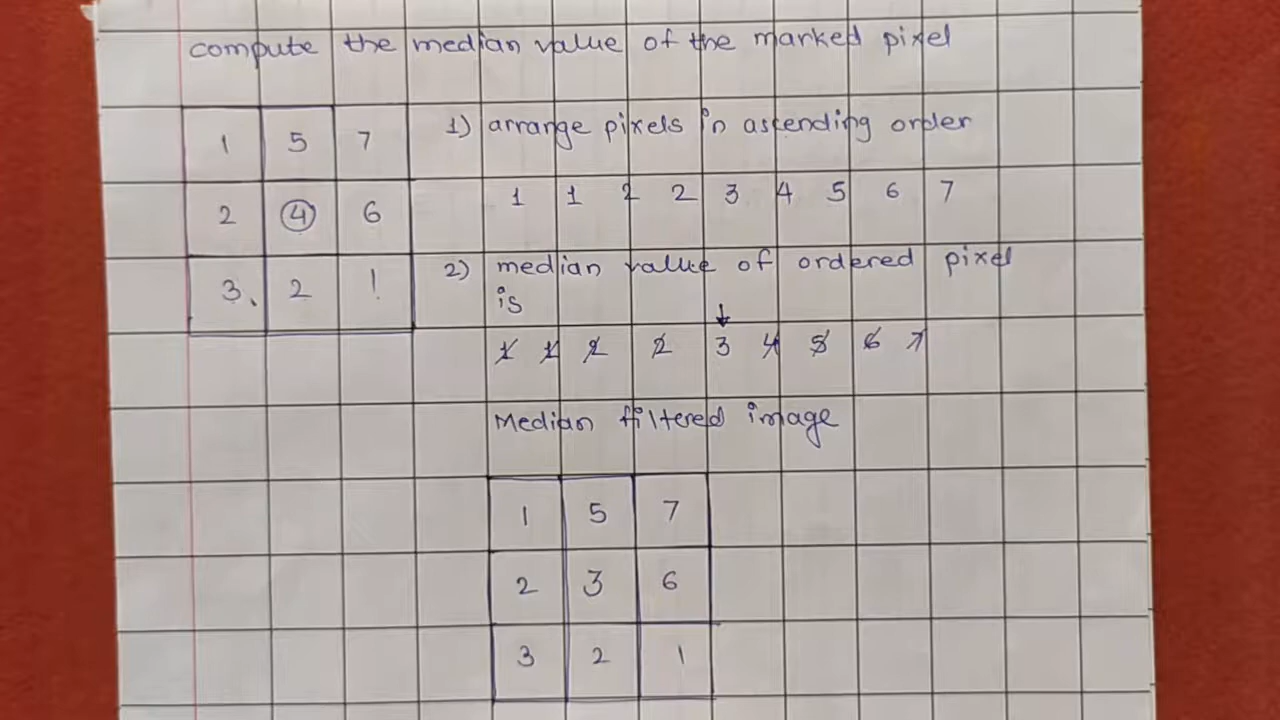 compute the median value of the marked pixel
1 5 7
2 4 6
3. 2 1
1) arrange pixels in ascending order
1 1 2 2 3 4 5 6 7
2) median value of ordered pixel
is
1 1 2 2 3 4 5 6 7
Median filtered image
1 5 7
2 3 6
3 2 1